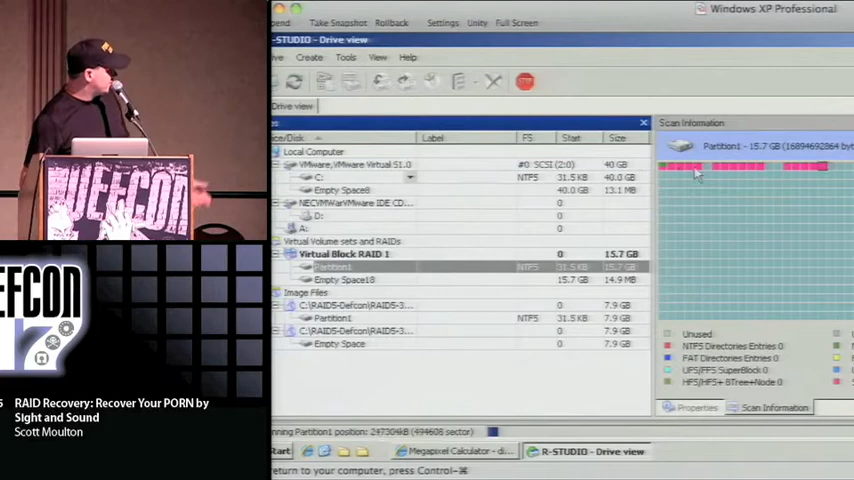 Windows XP Professional
pend Take Snapshot Rollback Settings Unity Full Screen
R-STUDIO - Drive view
Create Tools View Help
STOP
Drive view
Scan Information
Disk Label FS Start Size
Partition1 - 15.7 GB (16894692864 byt
Local Computer
VMware,VMware Virtual S1.0 #0 SCSI (2:0) 40 GB
C: NTFS 31.5 KB 40.0 GB
Empty Space8 40.0 GB 13.1 MB
NECVMWarVMware IDE CD... 0 0
D: 0 0
A: 0 0
Virtual Volume sets and RAIDs
Virtual Block RAID 1 0 15.7 GB
Partition1 NTFS 31.5 KB 15.7 GB
Empty Space18 15.7 GB 14.9 MB
Image Files
C:\RAID5-Defcon\RAID5-3... 0 7.9 GB
Partition1 NTFS 31.5 KB 7.9 GB
C:\RAID5-Defcon\RAID5-3... 0 7.9 GB
Empty Space 0 7.9 GB
Unused
NTFS Directories Entries 0
FAT Directories Entries 0
UFS/FFS SuperBlock 0
HFS/HFS+ BTree+Node 0
Properties Scan Information
nning Partition1 position: 247304kB (494608 sector)
Start Megapixel Calculator - di... R-STUDIO - Drive view
return to your computer, press Control-⌘
DEFCON
EFCON
17
RAID Recovery: Recover Your PORN by
Sight and Sound
Scott Moulton